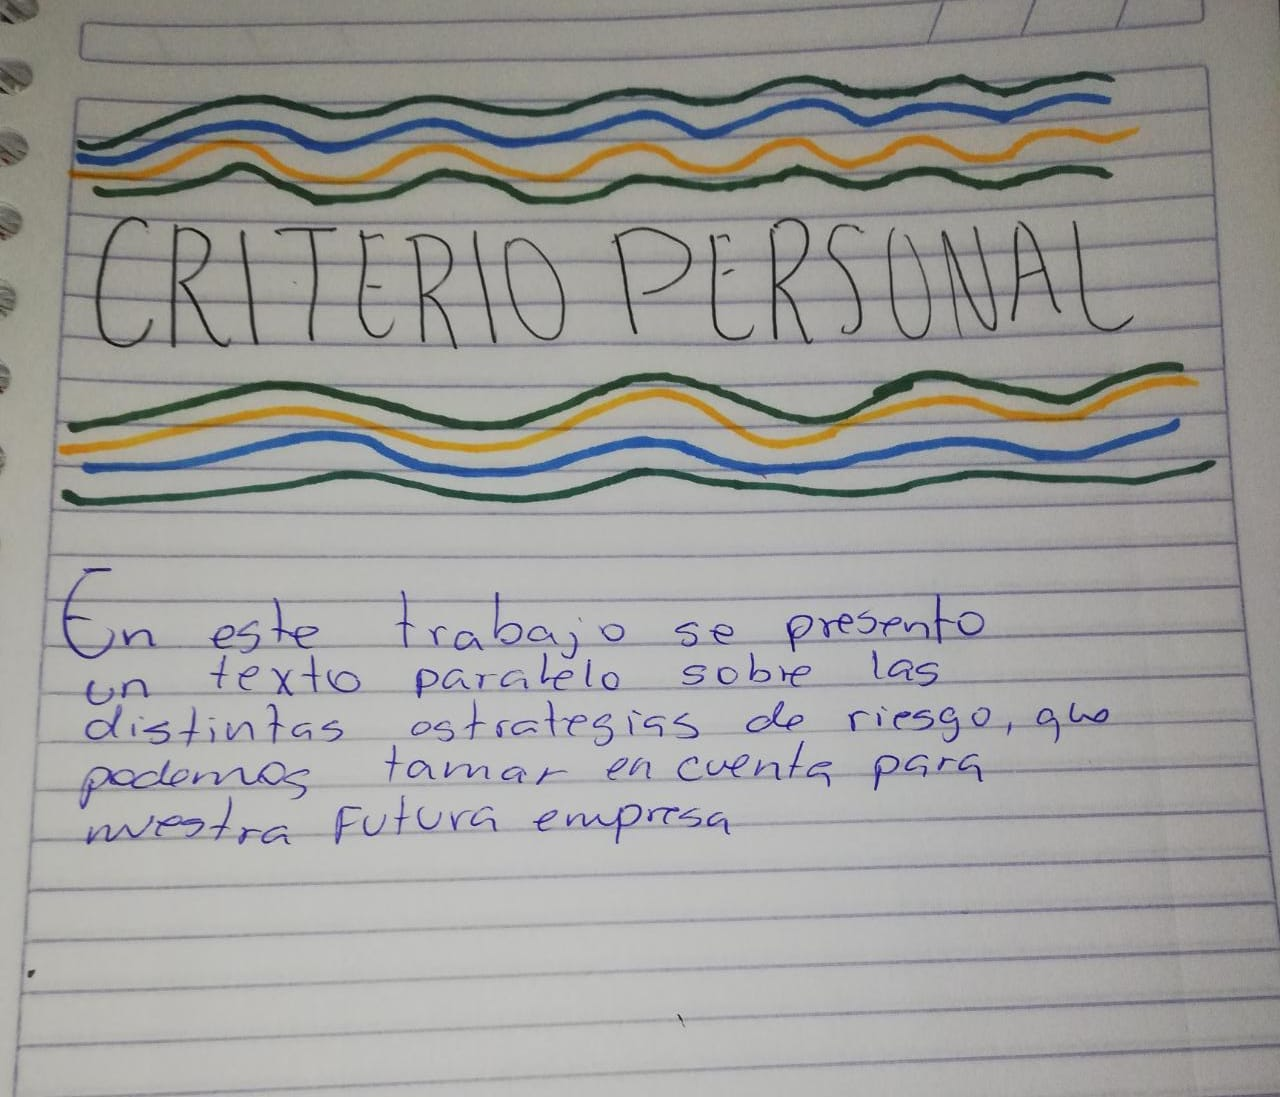 CRITERIO PERSONAL
En este trabajo se presento
un texto paralelo sobre las
distintas estrategias de riesgo, que
podemos tamar en cuenta para
nuestra Futura empresa